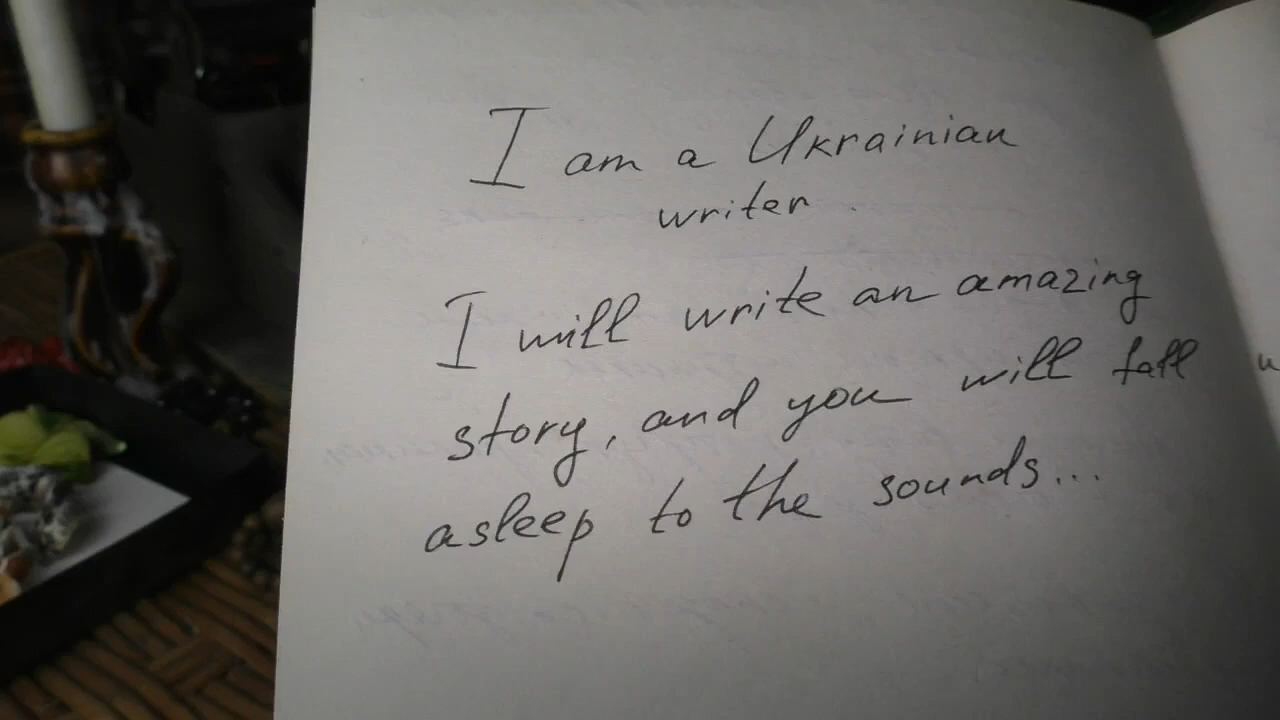 I am a Ukrainian
writer.
I will write an amazing
story, and you will fall
asleep to the sounds...